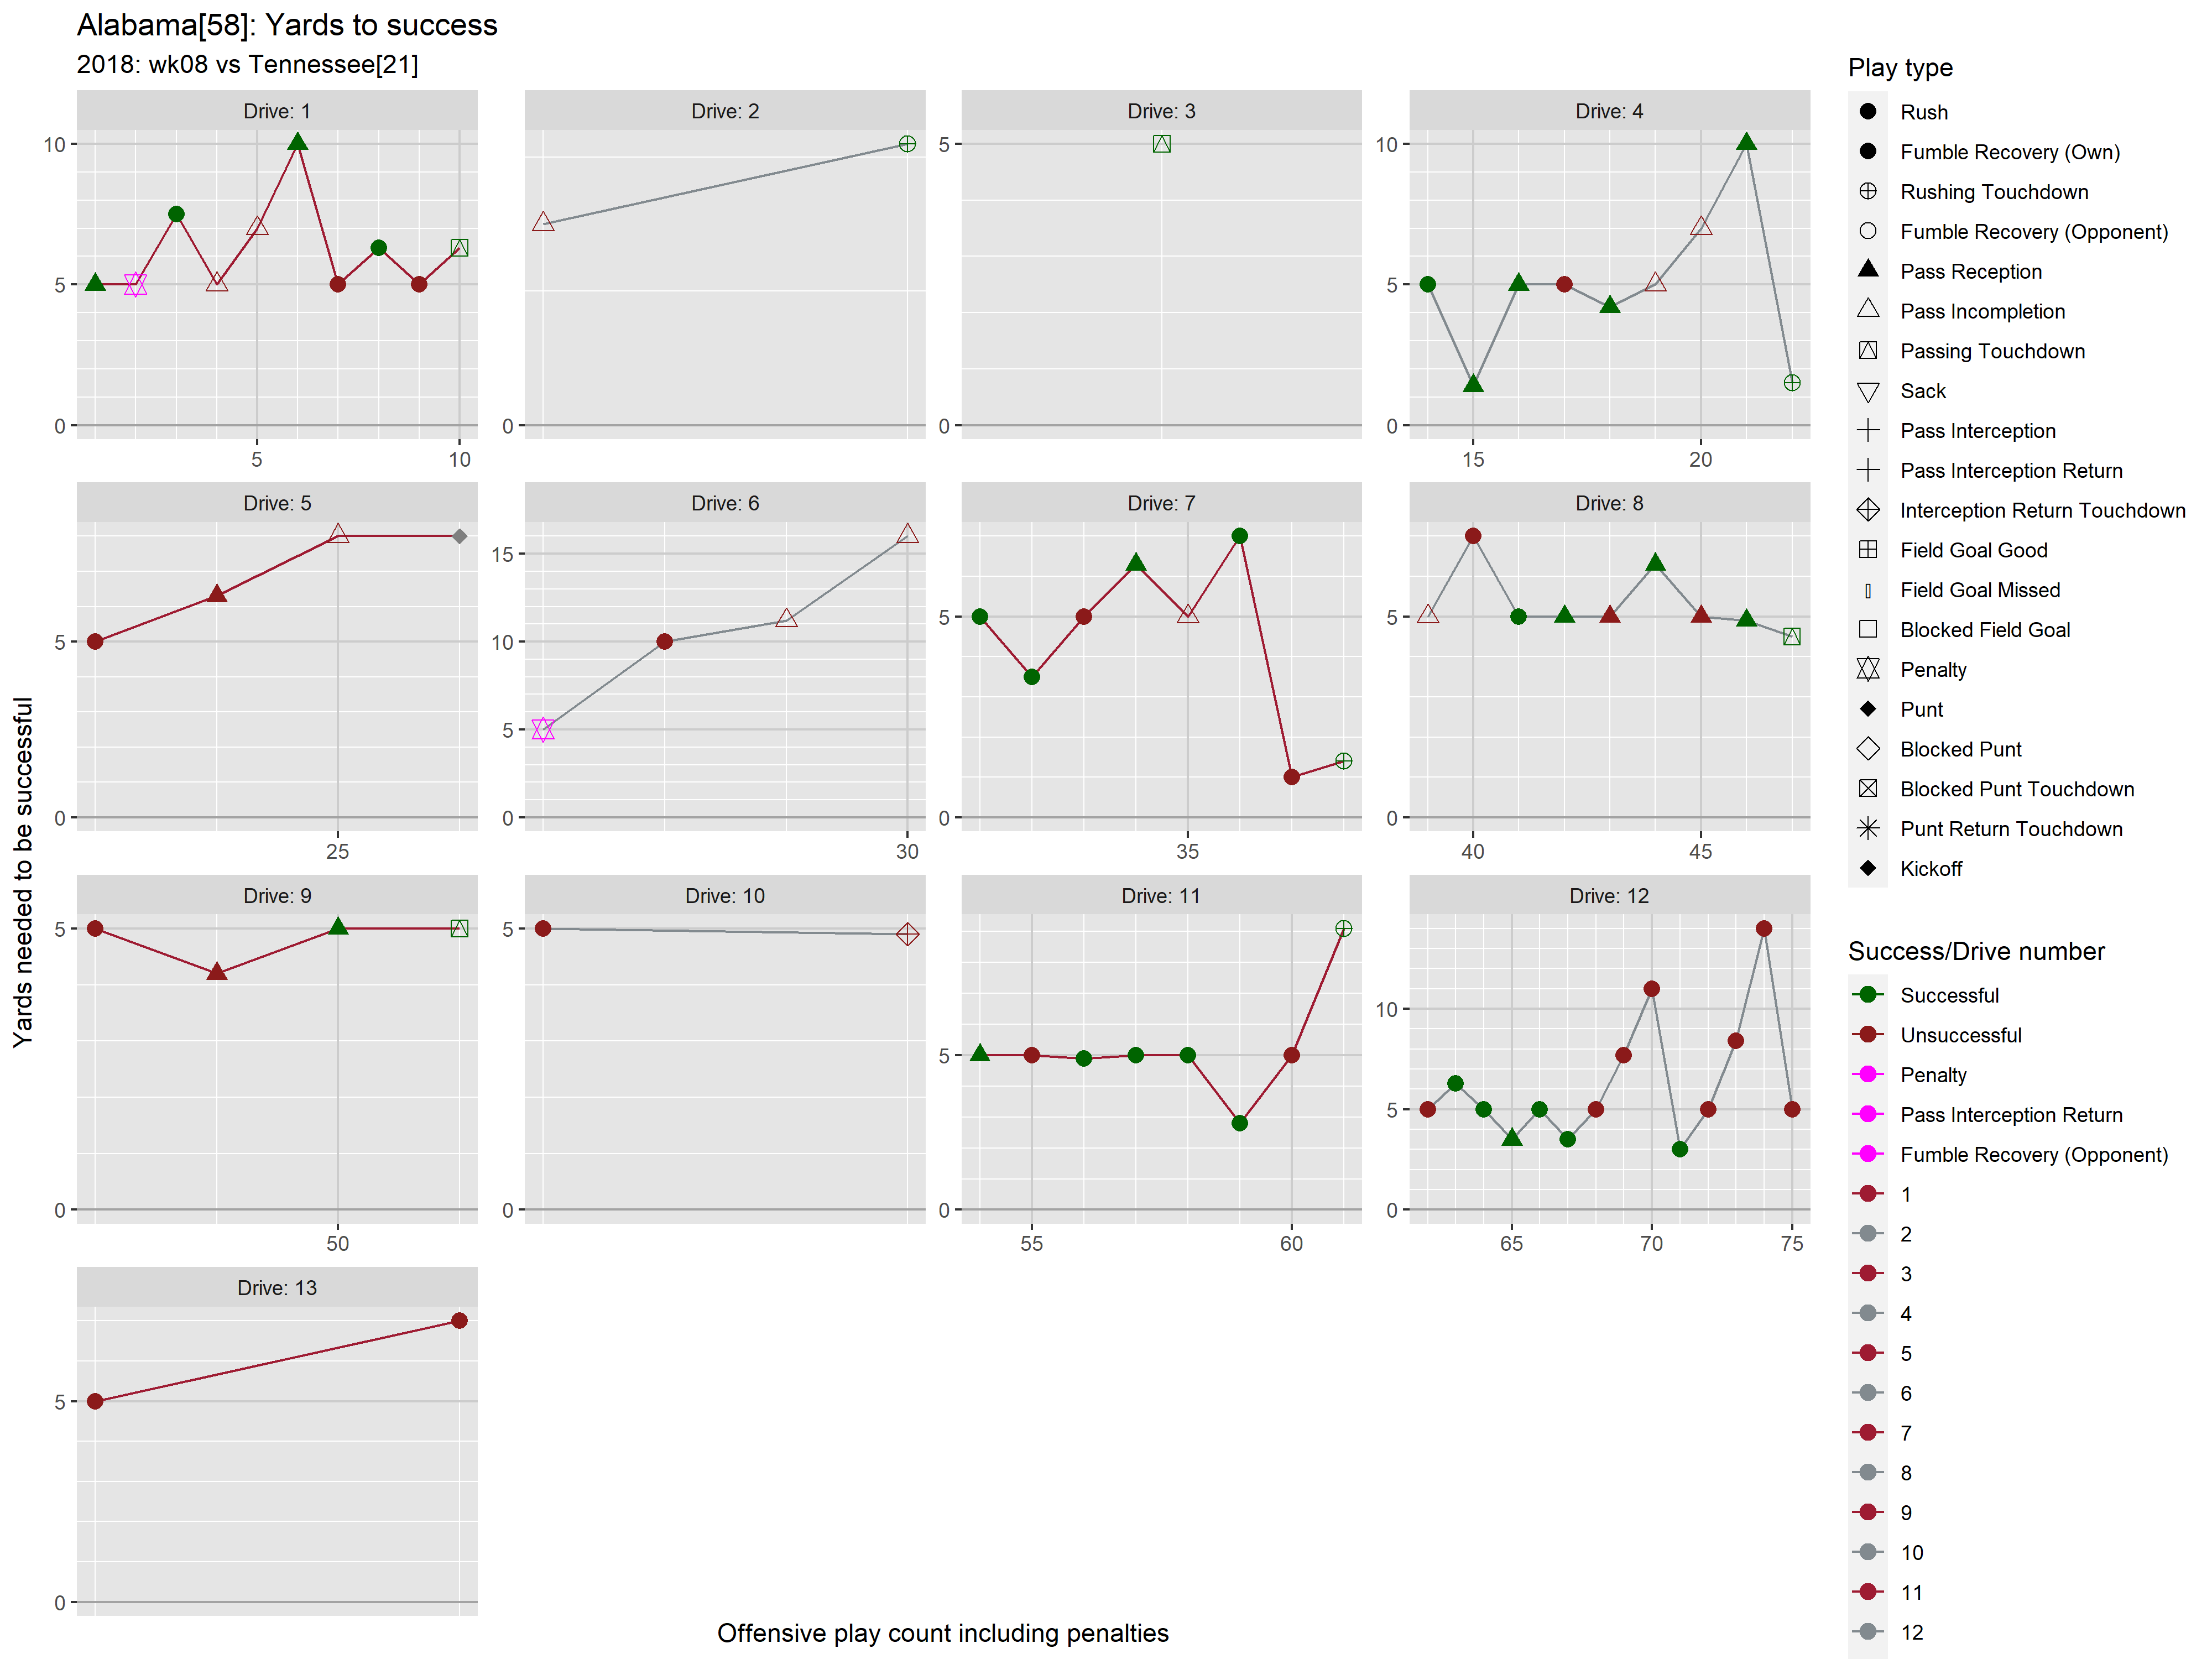 Alabama[58]: Yards to success
2018: wk08 vs Tennessee[21]
Drive: 1
Drive: 2
Drive: 3
Drive: 4
10
5
0
5
10
0
5
0
10
5
0
15
20
Drive: 5
Drive: 6
Drive: 7
Drive: 8
5
0
25
15
10
5
0
30
5
0
35
5
0
40
45
Drive: 9
Drive: 10
Drive: 11
Drive: 12
5
0
50
5
0
5
0
55
60
10
5
0
65
70
75
Drive: 13
5
0
Yards needed to be successful
Offensive play count including penalties
Play type
Rush
Fumble Recovery (Own)
Rushing Touchdown
Fumble Recovery (Opponent)
Pass Reception
Pass Incompletion
Passing Touchdown
Sack
Pass Interception
Pass Interception Return
Interception Return Touchdown
Field Goal Good
Field Goal Missed
Blocked Field Goal
Penalty
Punt
Blocked Punt
Blocked Punt Touchdown
Punt Return Touchdown
Kickoff
Success/Drive number
Successful
Unsuccessful
Penalty
Pass Interception Return
Fumble Recovery (Opponent)
1
2
3
4
5
6
7
8
9
10
11
12